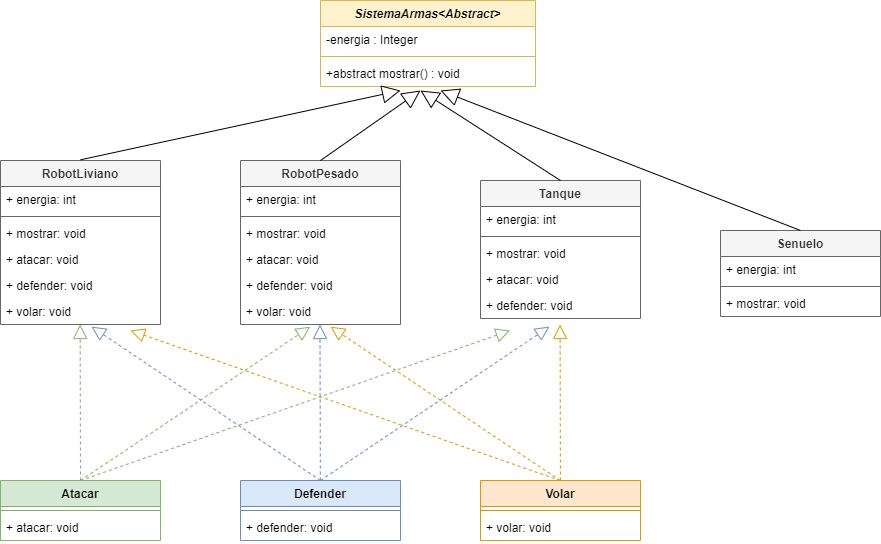 SistemaArmas<Abstract>
-energia : Integer
+abstract mostrar() : void
RobotLiviano
+ energia: int
+ mostrar: void
+ atacar: void
+ defender: void
+ volar: void
RobotPesado
+ energia: int
+ mostrar: void
+ atacar: void
+ defender: void
+ volar: void
Tanque
+ energia: int
+ mostrar: void
+ atacar: void
+ defender: void
Senuelo
+ energia: int
+ mostrar: void
Atacar
+ atacar: void
Defender
+ defender: void
Volar
+ volar: void